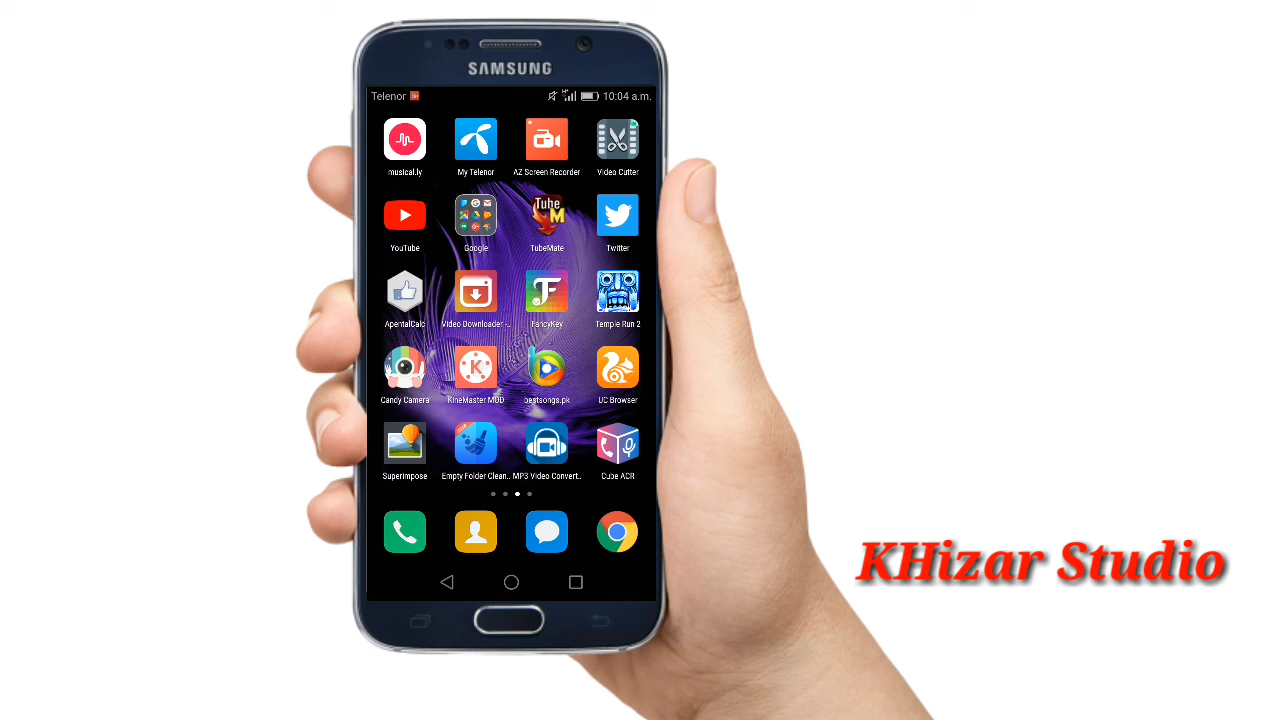 SAMSUNG
Telenor 10:04 a.m.
musical.ly My Telenor AZ Screen Recorder Video Cutter
Tube M
YouTube Google TubeMate Twitter
ApentalCalc Video Downloader -.. FancyKey Temple Run 2
Candy Camera KineMaster MOD bestsongs.pk UC Browser
Superimpose Empty Folder Clean.. MP3 Video Convert.. Cube ACR
KHizar Studio